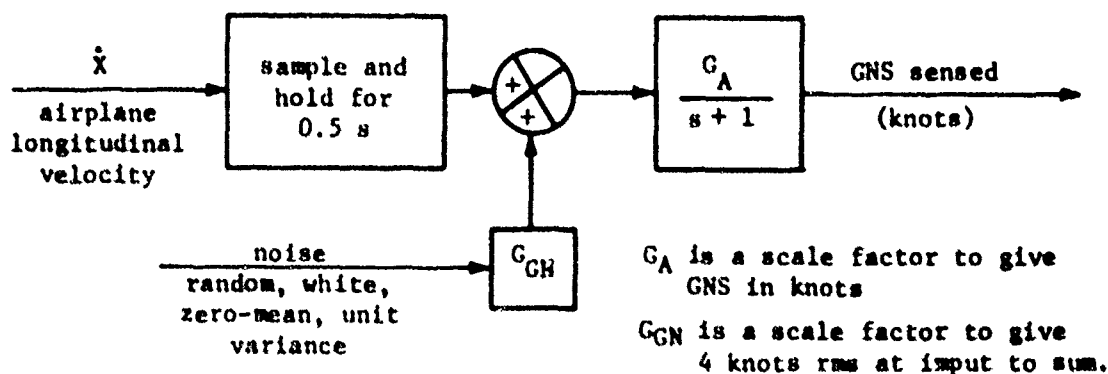 Ẋ
airplane
longitudinal
velocity
sample and
hold for
0.5 s
+
+
G_A
s + 1
GNS sensed
(knots)
noise
random, white,
zero-mean, unit
variance
G_GN
G_A is a scale factor to give
GNS in knots
G_GN is a scale factor to give
4 knots rms at imput to sum.